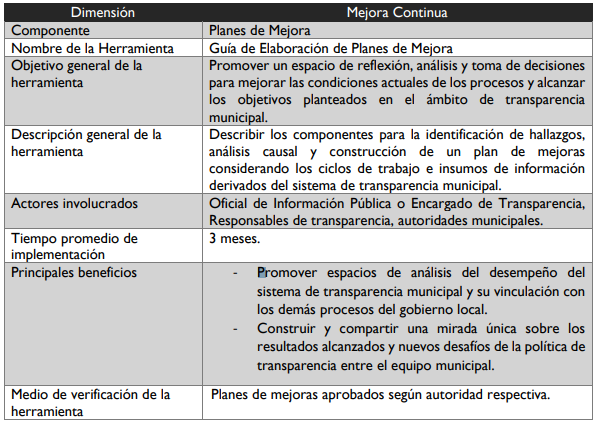 Dimensión Mejora Continua
Componente Planes de Mejora
Nombre de la Herramienta Guía de Elaboración de Planes de Mejora
Objetivo general de la herramienta
Promover un espacio de reflexión, análisis y toma de decisiones
para mejorar las condiciones actuales de los procesos y alcanzar
los objetivos planteados en el ámbito de transparencia
municipal.
Descripción general de la herramienta
Describir los componentes para la identificación de hallazgos,
análisis causal y construcción de un plan de mejoras
considerando los ciclos de trabajo e insumos de información
derivados del sistema de transparencia municipal.
Actores involucrados
Oficial de Información Pública o Encargado de Transparencia,
Responsables de transparencia, autoridades municipales.
Tiempo promedio de
implementación
3 meses.
Principales beneficios
- Promover espacios de análisis del desempeño del
sistema de transparencia municipal y su vinculación con
los demás procesos del gobierno local.
- Construir y compartir una mirada única sobre los
resultados alcanzados y nuevos desafíos de la política de
transparencia entre el equipo municipal.
Medio de verificación de la
herramienta
Planes de mejoras aprobados según autoridad respectiva.